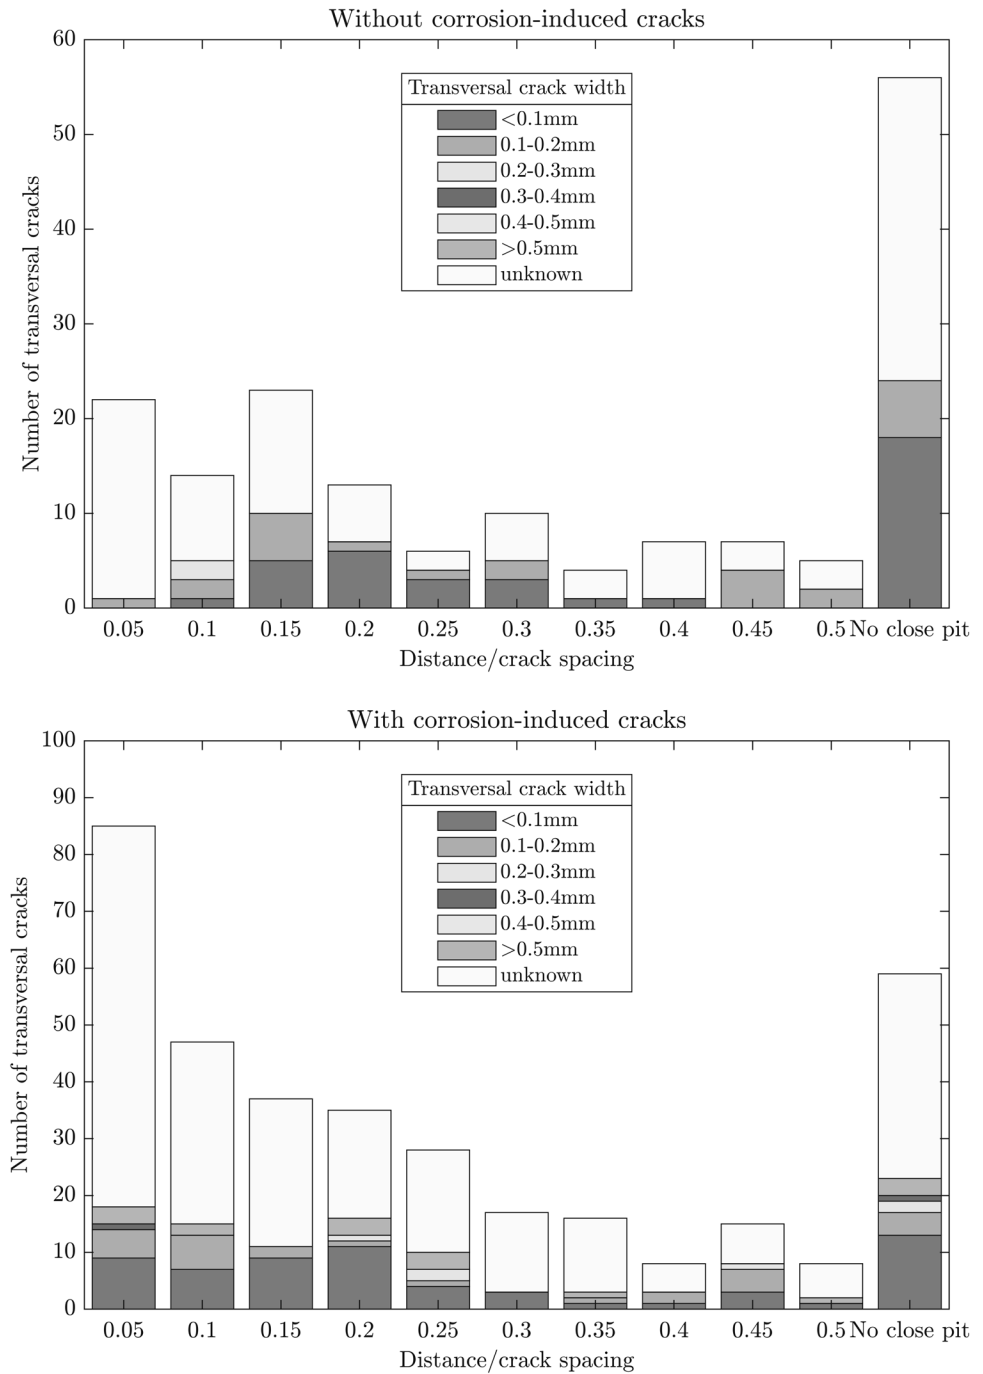 Without corrosion-induced cracks
60
50
40
30
20
10
0
Number of transversal cracks
Transversal crack width
<0.1mm
0.1-0.2mm
0.2-0.3mm
0.3-0.4mm
0.4-0.5mm
>0.5mm
unknown
0.05 0.1 0.15 0.2 0.25 0.3 0.35 0.4 0.45 0.5 No close pit
Distance/crack spacing
With corrosion-induced cracks
100
90
80
70
60
50
40
30
20
10
0
Number of transversal cracks
Transversal crack width
<0.1mm
0.1-0.2mm
0.2-0.3mm
0.3-0.4mm
0.4-0.5mm
>0.5mm
unknown
0.05 0.1 0.15 0.2 0.25 0.3 0.35 0.4 0.45 0.5 No close pit
Distance/crack spacing